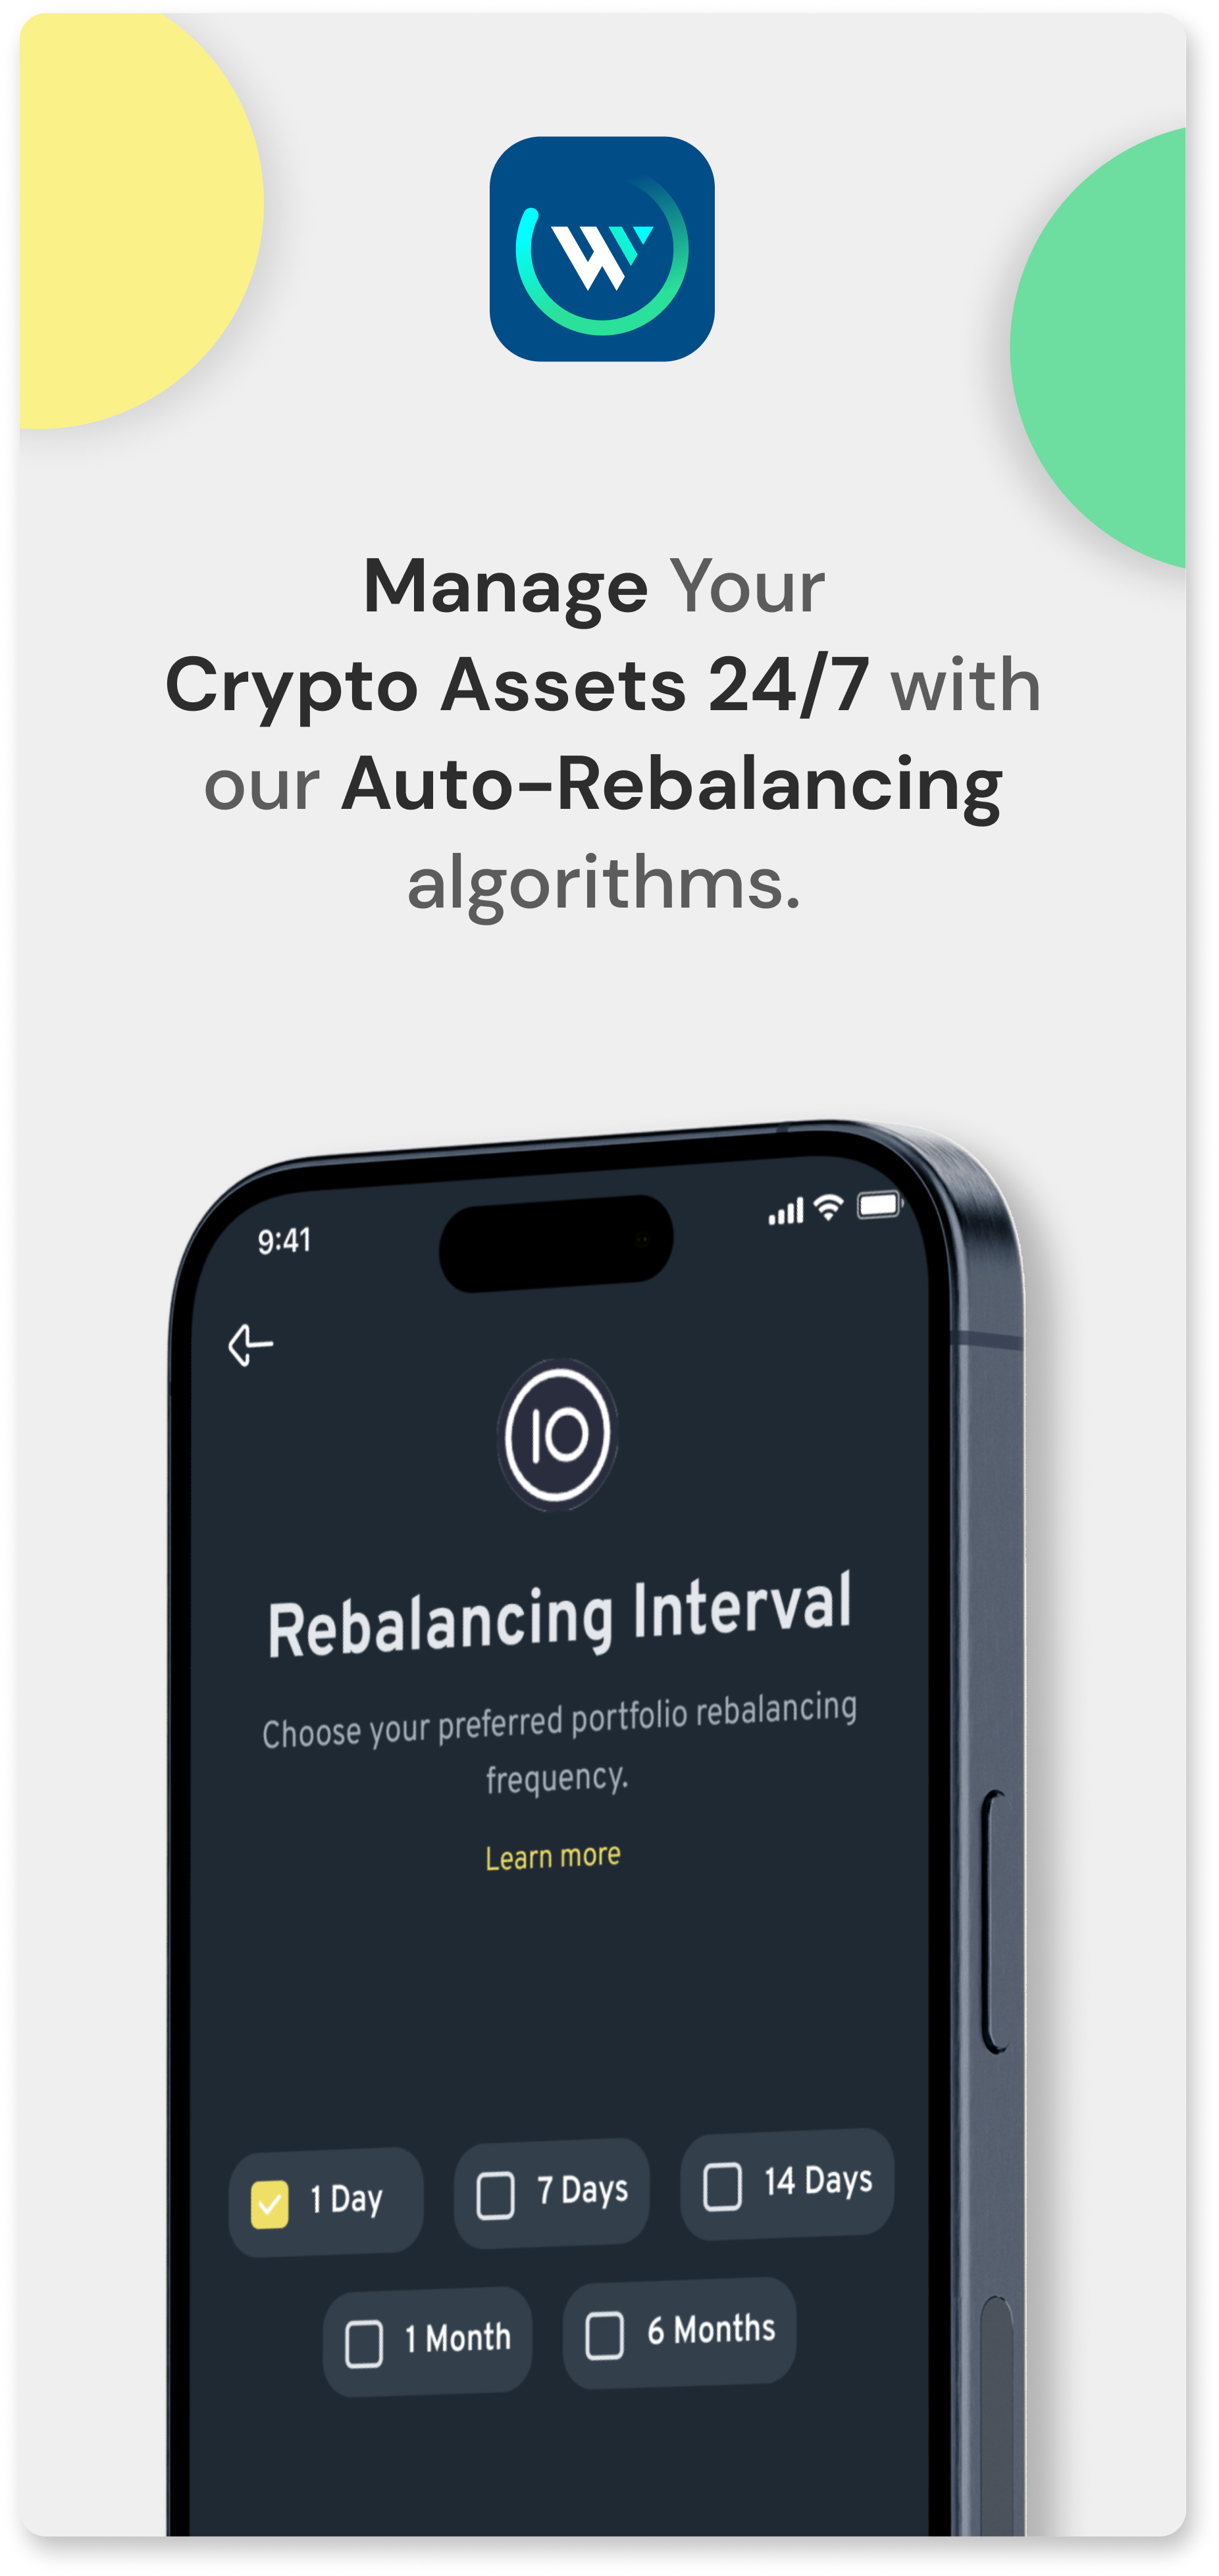 Manage Your
Crypto Assets 24/7 with
our Auto-Rebalancing
algorithms.
9:41
10
Rebalancing Interval
Choose your preferred portfolio rebalancing
frequency.
Learn more
1 Day
7 Days
14 Days
1 Month
6 Months